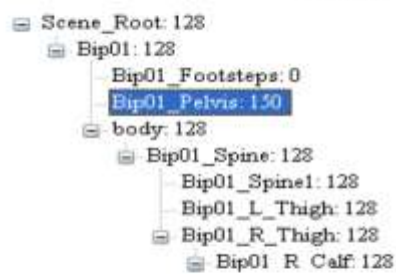 Scene_Root: 128
Bip01: 128
Bip01_Footsteps: 0
Bip01_Pelvis: 150
body: 128
Bip01_Spine: 128
Bip01_Spine1: 128
Bip01_L_Thigh: 128
Bip01_R_Thigh: 128
Bip01_R_Calf: 128